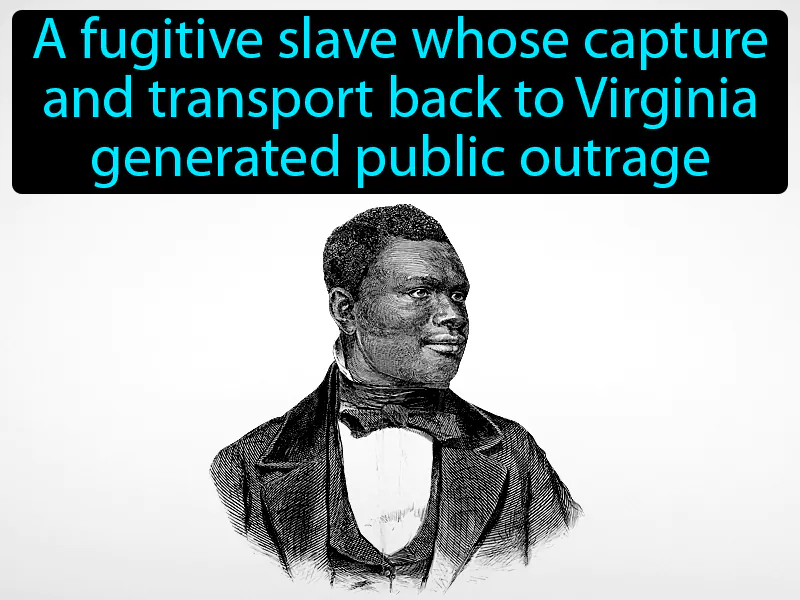 A fugitive slave whose capture
and transport back to Virginia
generated public outrage